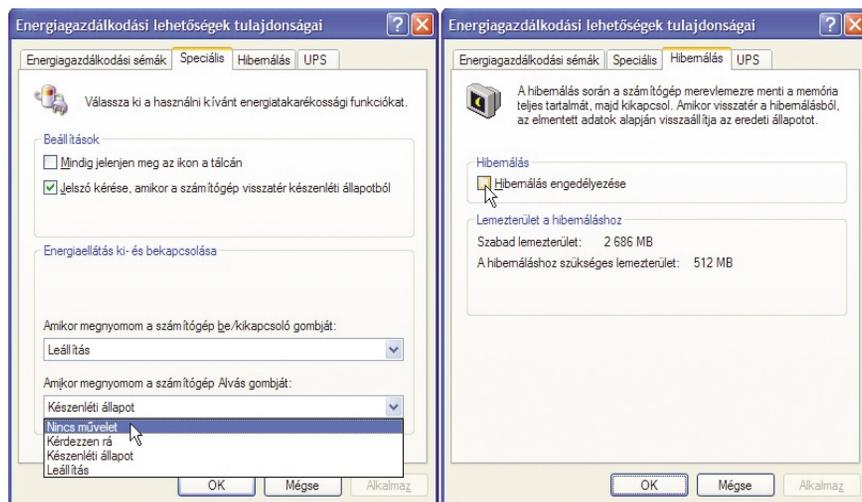 Energiagazdálkodási lehetőségek tulajdonságai
Energiagazdálkodási sémák Speciális Hibernálás UPS
Válassza ki a használni kívánt energiatakarékossági funkciókat.
Beállítások
Mindig jelenjen meg az ikon a tálcán
Jelszó kérése, amikor a számítógép visszatér készenléti állapotból
Energiaellátás ki- és bekapcsolása
Amikor megnyomom a számítógép be/kikapcsoló gombját:
Leállítás
Amikor megnyomom a számítógép Alvás gombját:
Készenléti állapot
Nincs művelet
Kérdezzen rá
Készenléti állapot
Leállítás
OK Mégse Alkalmaz
Energiagazdálkodási lehetőségek tulajdonságai
Energiagazdálkodási sémák Speciális Hibernálás UPS
A hibernálás során a számítógép merevlemezre menti a memória
teljes tartalmát, majd kikapcsol. Amikor visszatér a hibernálásból,
az elmentett adatok alapján visszaállítja az eredeti állapotot.
Hibernálás
Hibernálás engedélyezése
Lemezterület a hibernáláshoz
Szabad lemezterület: 2 686 MB
A hibernáláshoz szükséges lemezterület: 512 MB
OK Mégse Alkalmaz